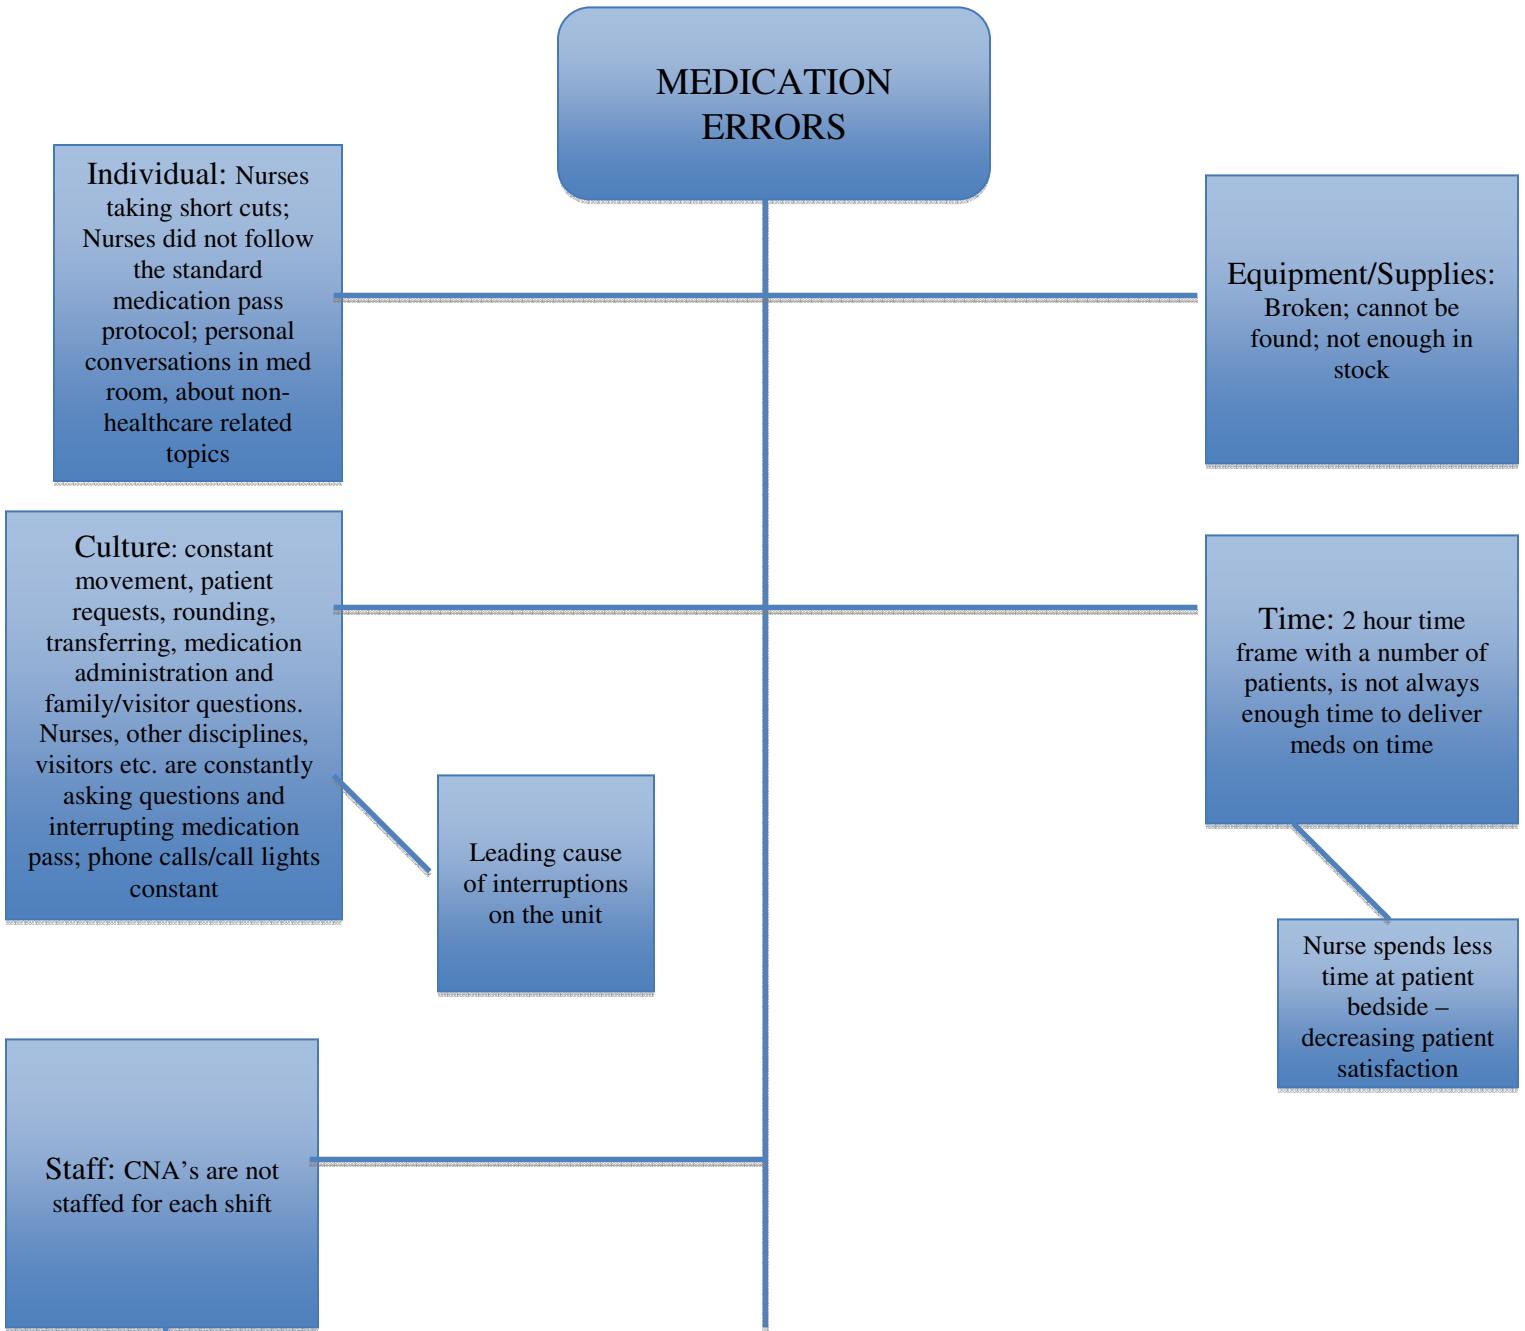 MEDICATION
ERRORS
Individual: Nurses
taking short cuts;
Nurses did not follow
the standard
medication pass
protocol; personal
conversations in med
room, about non-
healthcare related
topics
Equipment/Supplies:
Broken; cannot be
found; not enough in
stock
Culture: constant
movement, patient
requests, rounding,
transferring, medication
administration and
family/visitor questions.
Nurses, other disciplines,
visitors etc. are constantly
asking questions and
interrupting medication
pass; phone calls/call lights
constant
Time: 2 hour time
frame with a number of
patients, is not always
enough time to deliver
meds on time
Leading cause
of interruptions
on the unit
Nurse spends less
time at patient
bedside –
decreasing patient
satisfaction
Staff: CNA’s are not
staffed for each shift